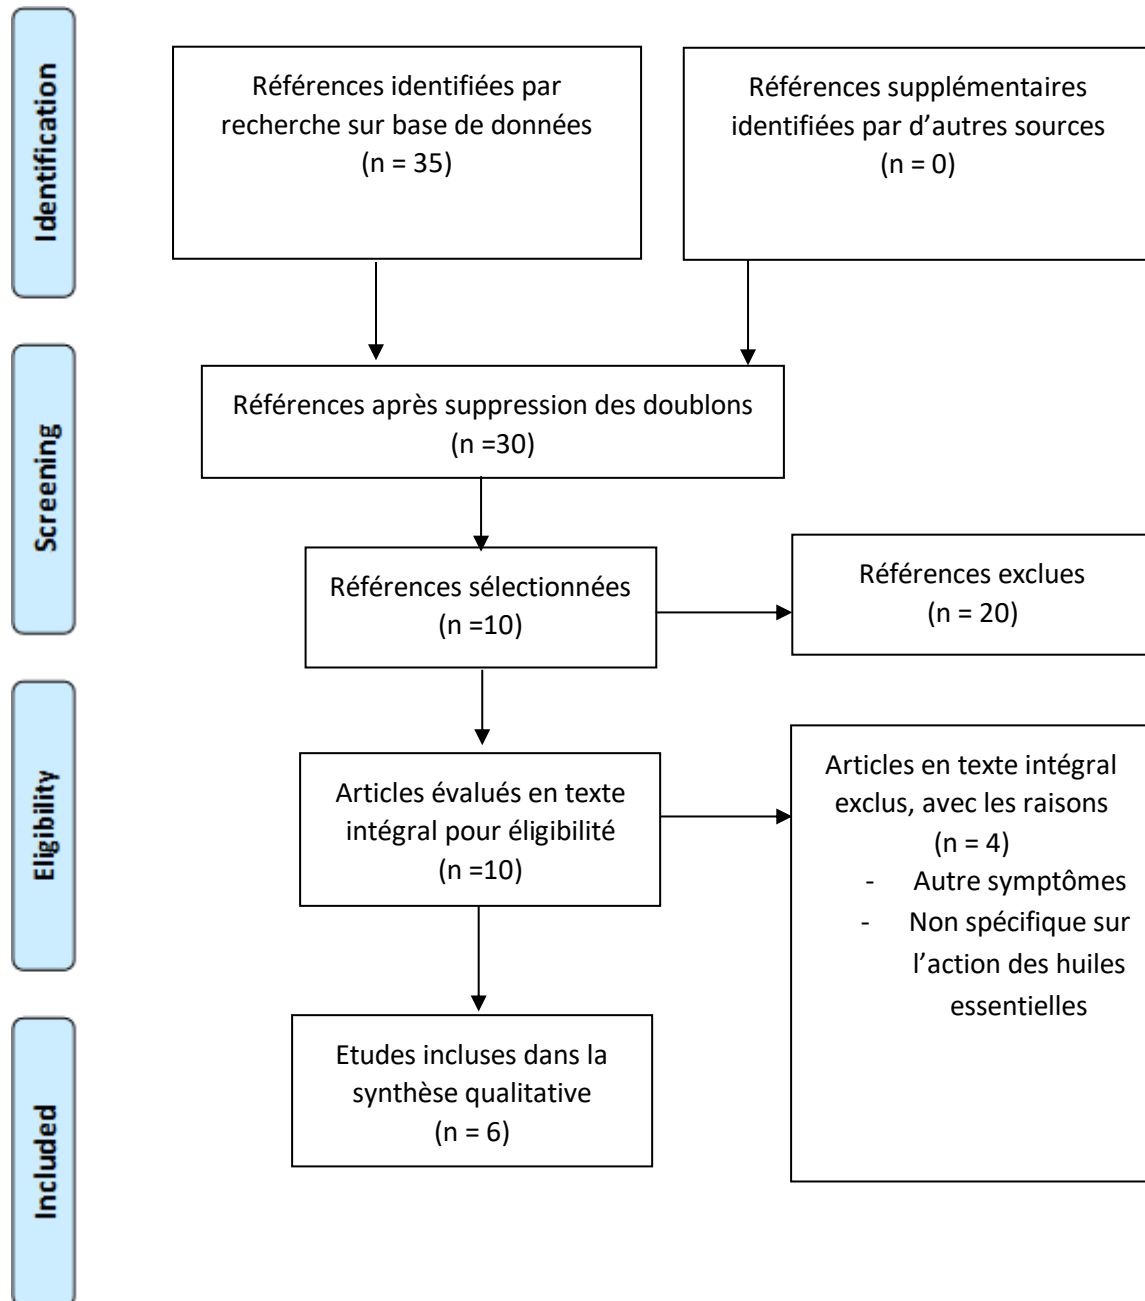 Identification
Références identifiées par
recherche sur base de données
(n = 35)
Références supplémentaires
identifiées par d'autres sources
(n = 0)
Screening
Références après suppression des doublons
(n =30)
Références sélectionnées
(n =10)
Références exclues
(n = 20)
Eligibility
Articles évalués en texte
intégral pour éligibilité
(n =10)
Articles en texte intégral
exclus, avec les raisons
(n = 4)
- Autre symptômes
- Non spécifique sur
l'action des huiles
essentielles
Included
Etudes incluses dans la
synthèse qualitative
(n = 6)